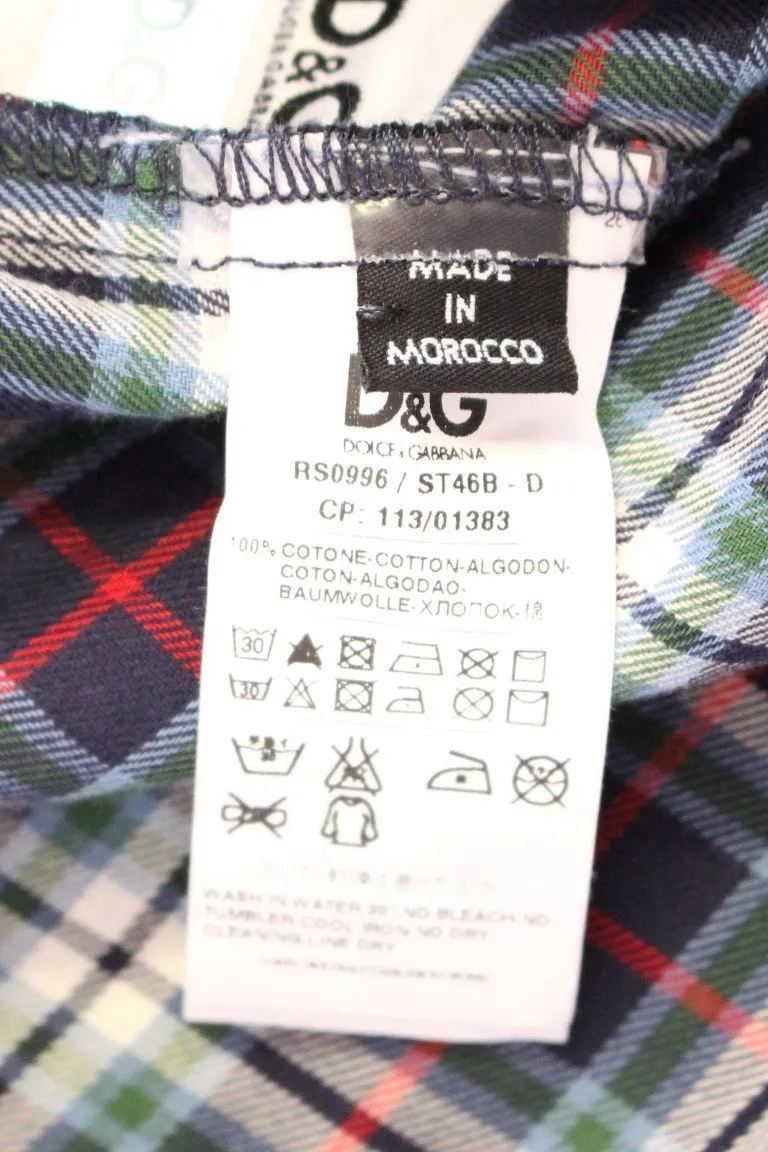 D&G
MADE
IN
MOROCCO
D&G
DOLCE & GABBANA
RS0996 / ST46B - D
CP: 113/01383
100% COTONE-COTTON-ALGODON-
COTON-ALGODAO-
BAUMWOLLE-ХЛОПОК-棉
30
30
WASH IN WATER 30° NO BLEACH NO
TUMBLER COOL IRON NO DRY
CLEANING LINE DRY